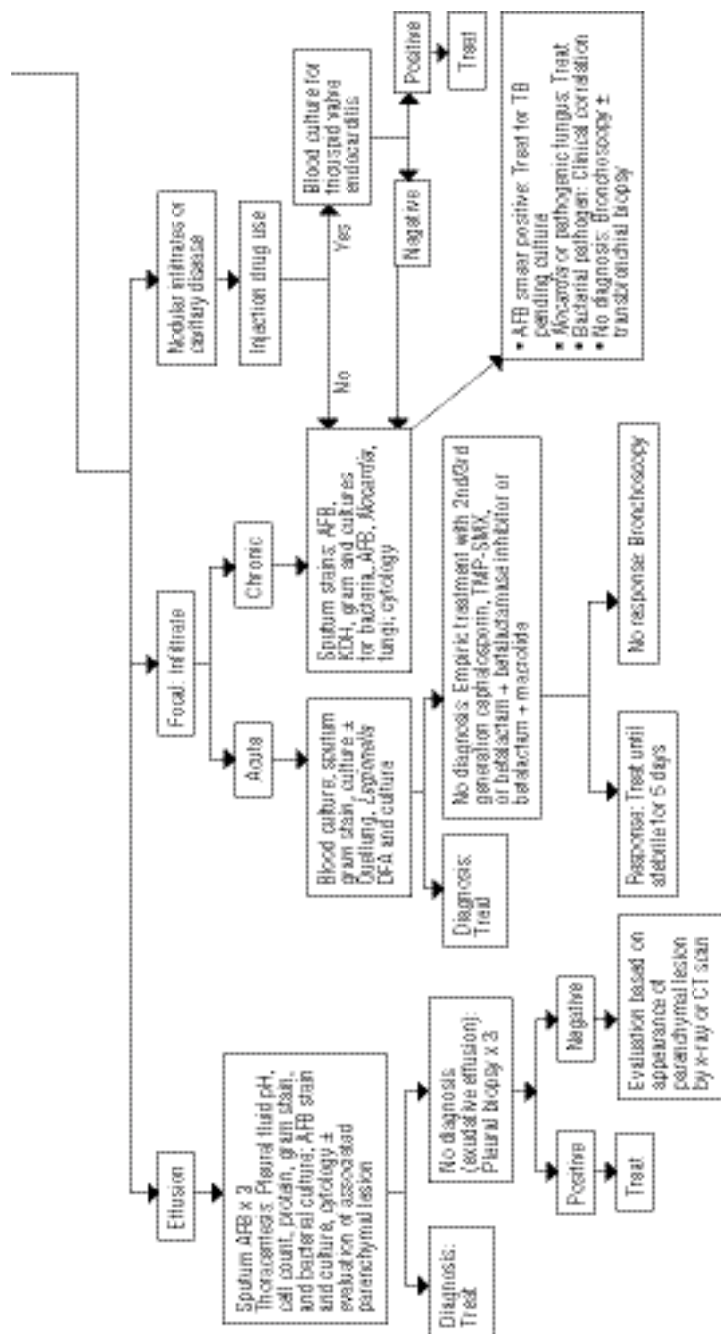 Effusion
Sputum AFB x 3
Thoracentesis: Pleural fluid pH,
cell count, protein, gram stain,
and bacterial culture; AFB stain
and culture, cytology ±
evaluation of associated
parenchymal lesion
Diagnosis:
Treat
No diagnosis
(exudative effusion):
Pleural biopsy x 3
Positive
Treat
Negative
Evaluation based on
appearance of
parenchymal lesion
by x-ray or CT scan
Focal: Infiltrate
Acute
Blood culture, sputum
gram stain, culture ±
Quellung, Legionella
DFA and culture
Diagnosis:
Treat
No diagnosis: Empiric treatment with 2nd/3rd
generation cephalosporin, TMP-SMX,
or betalactum + betalactamase inhibitor or
betalactum + macrolide
Response: Treat until
afebrile for 5 days
No response: Bronchoscopy
Chronic
Sputum stains: AFB,
KOH, gram and cultures
for bacteria, AFB, Nocardia,
fungi; cytology
Nodular infiltrates or
cavitary disease
Injection drug use
No
Yes
Blood culture for
tricuspid valve
endocarditis
Nagative
Positive
Treat
• AFB smear positive: Treat for TB
pending culture
• Nocardia or pathogenic fungus: Treat
• Bacterial pathogen: Clinical correlation
• No diagnosis: Bronchoscopy ±
transbronchial biopsy